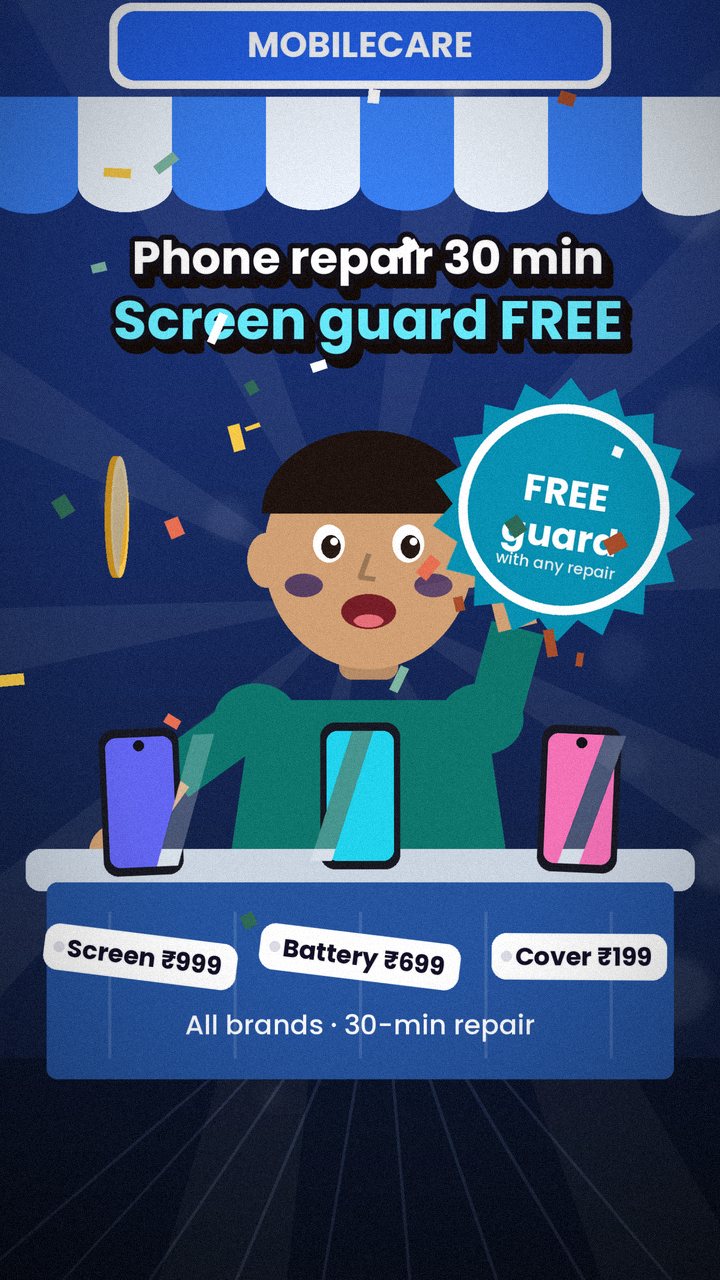 MOBILECARE
Phone repair 30 min
Screen guard FREE
FREE
guard
with any repair
Screen ₹999
Battery ₹699
Cover ₹199
All brands · 30-min repair